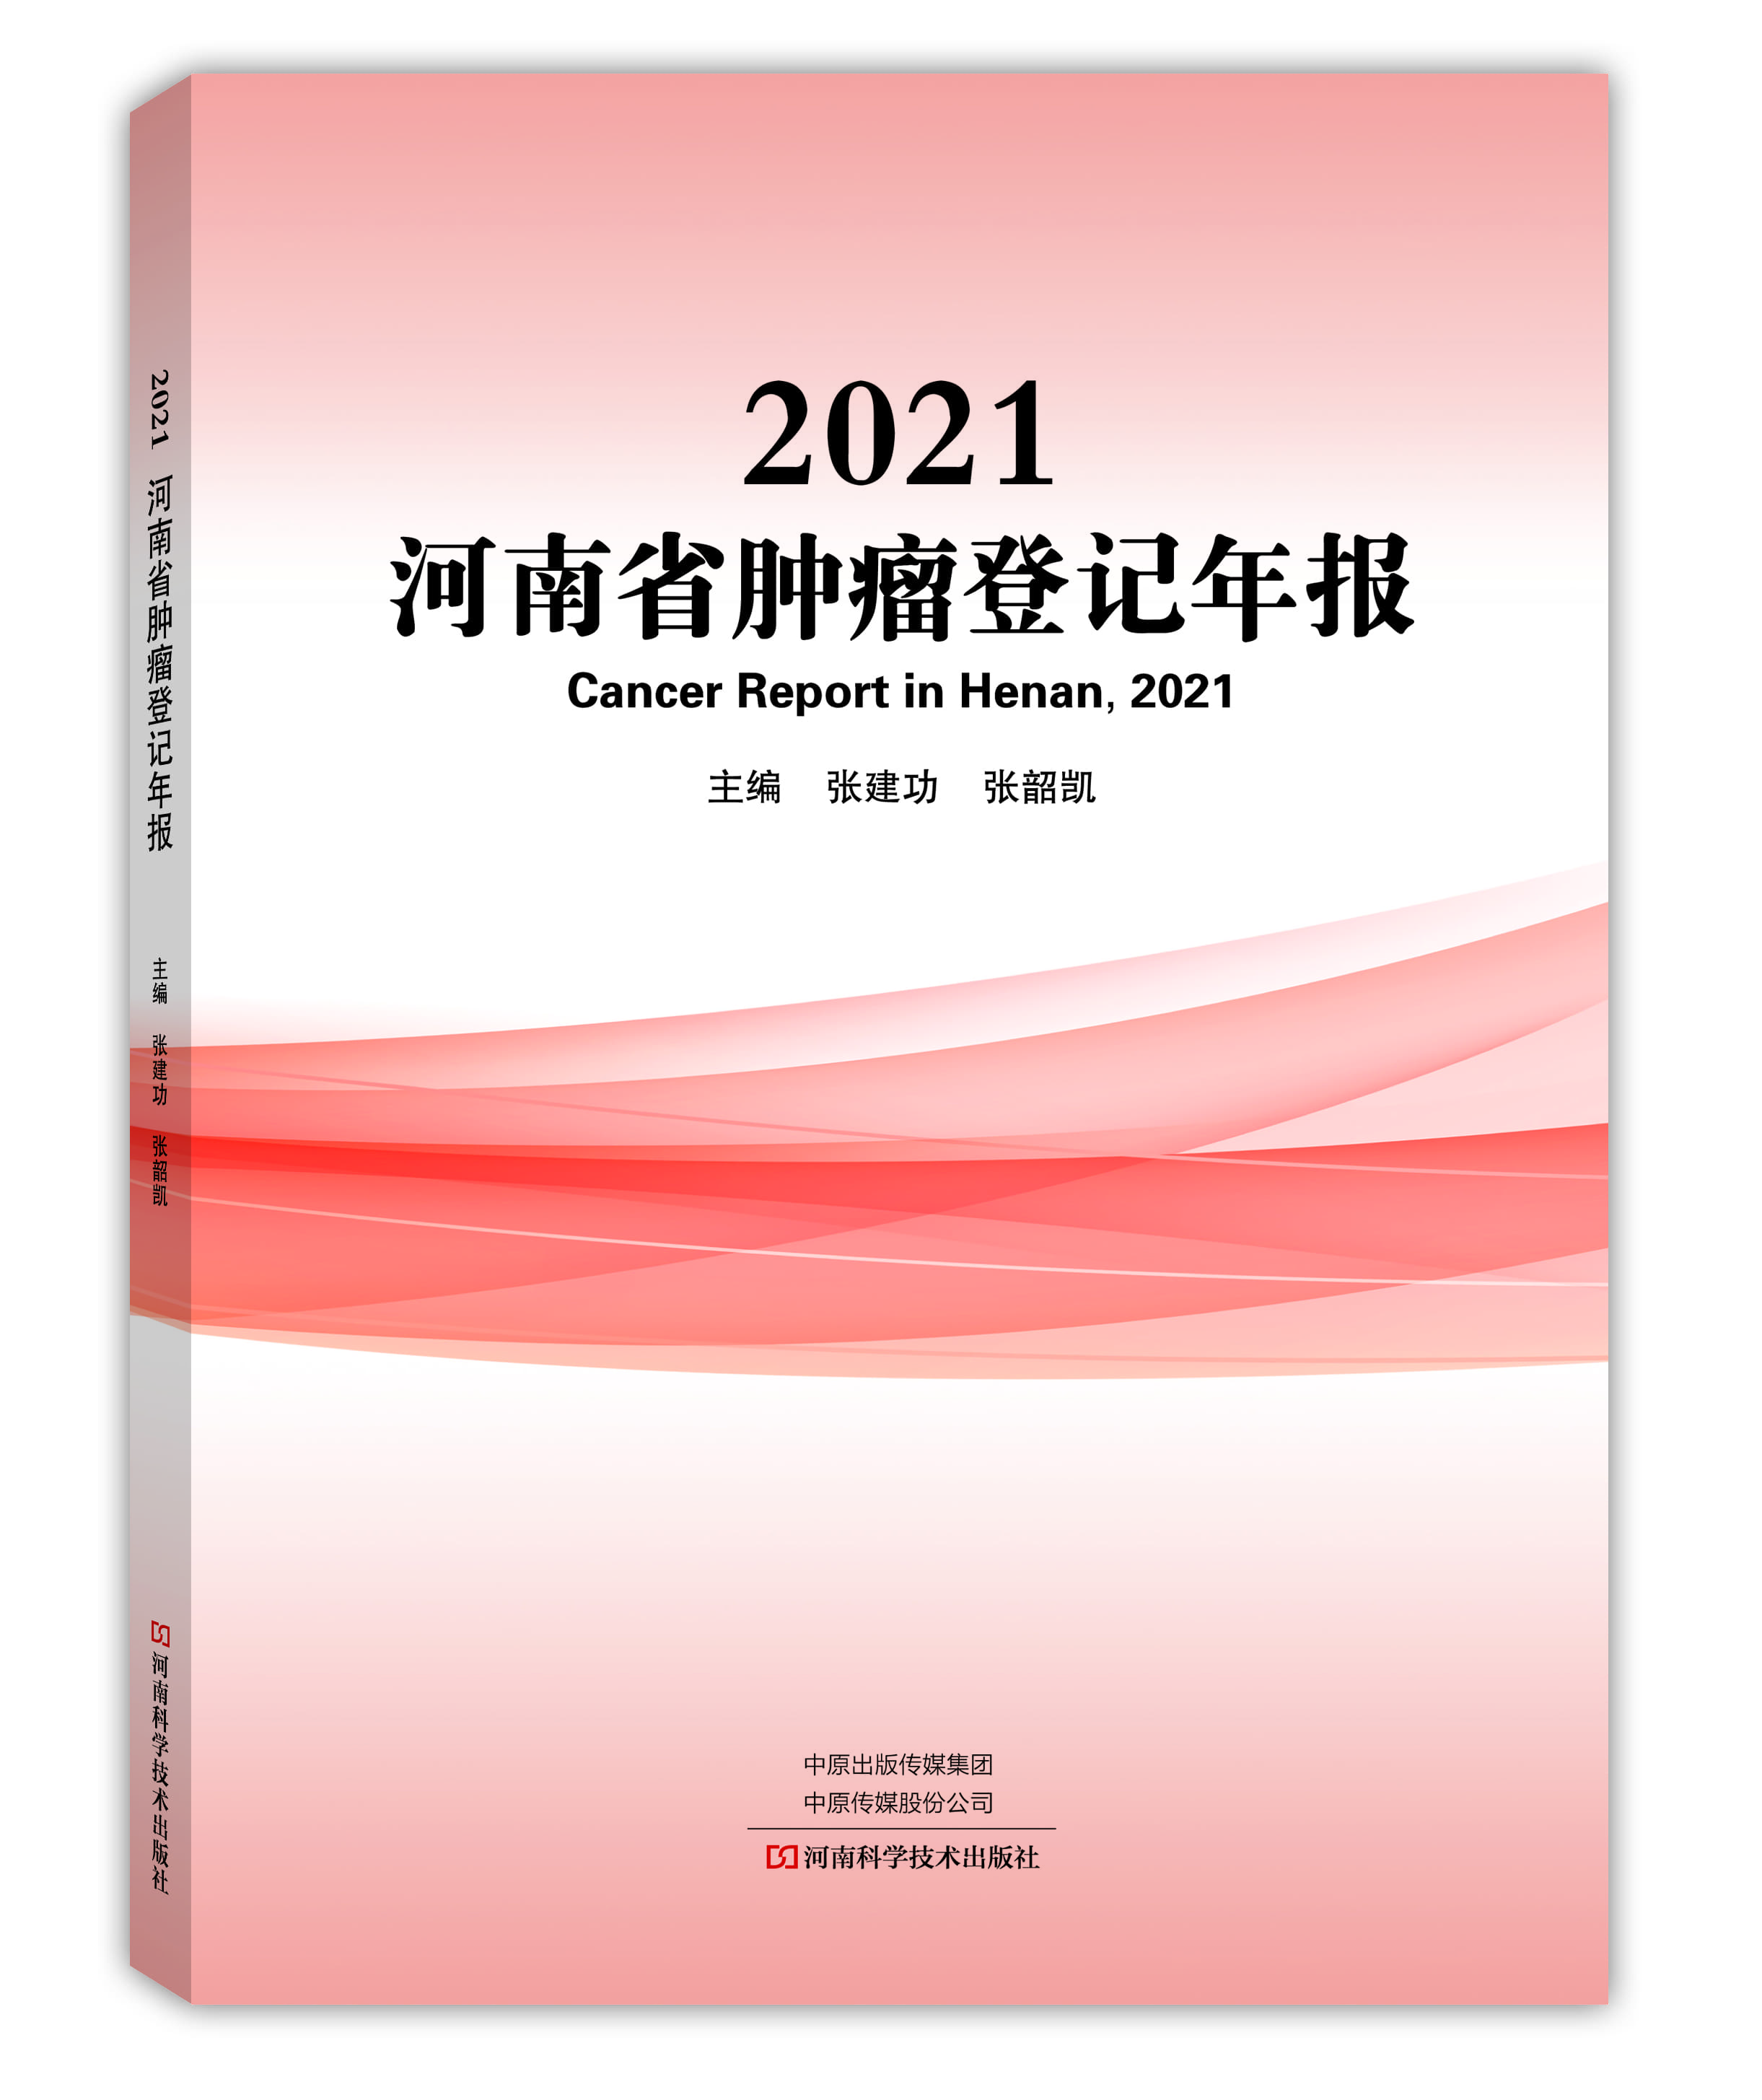 2021
河南省肿瘤登记年报
Cancer Report in Henan, 2021
主编 张建功 张韶凯
中原出版传媒集团
中原传媒股份公司
河南科学技术出版社
2021 河南省肿瘤登记年报
主编 张建功 张韶凯
河南科学技术出版社